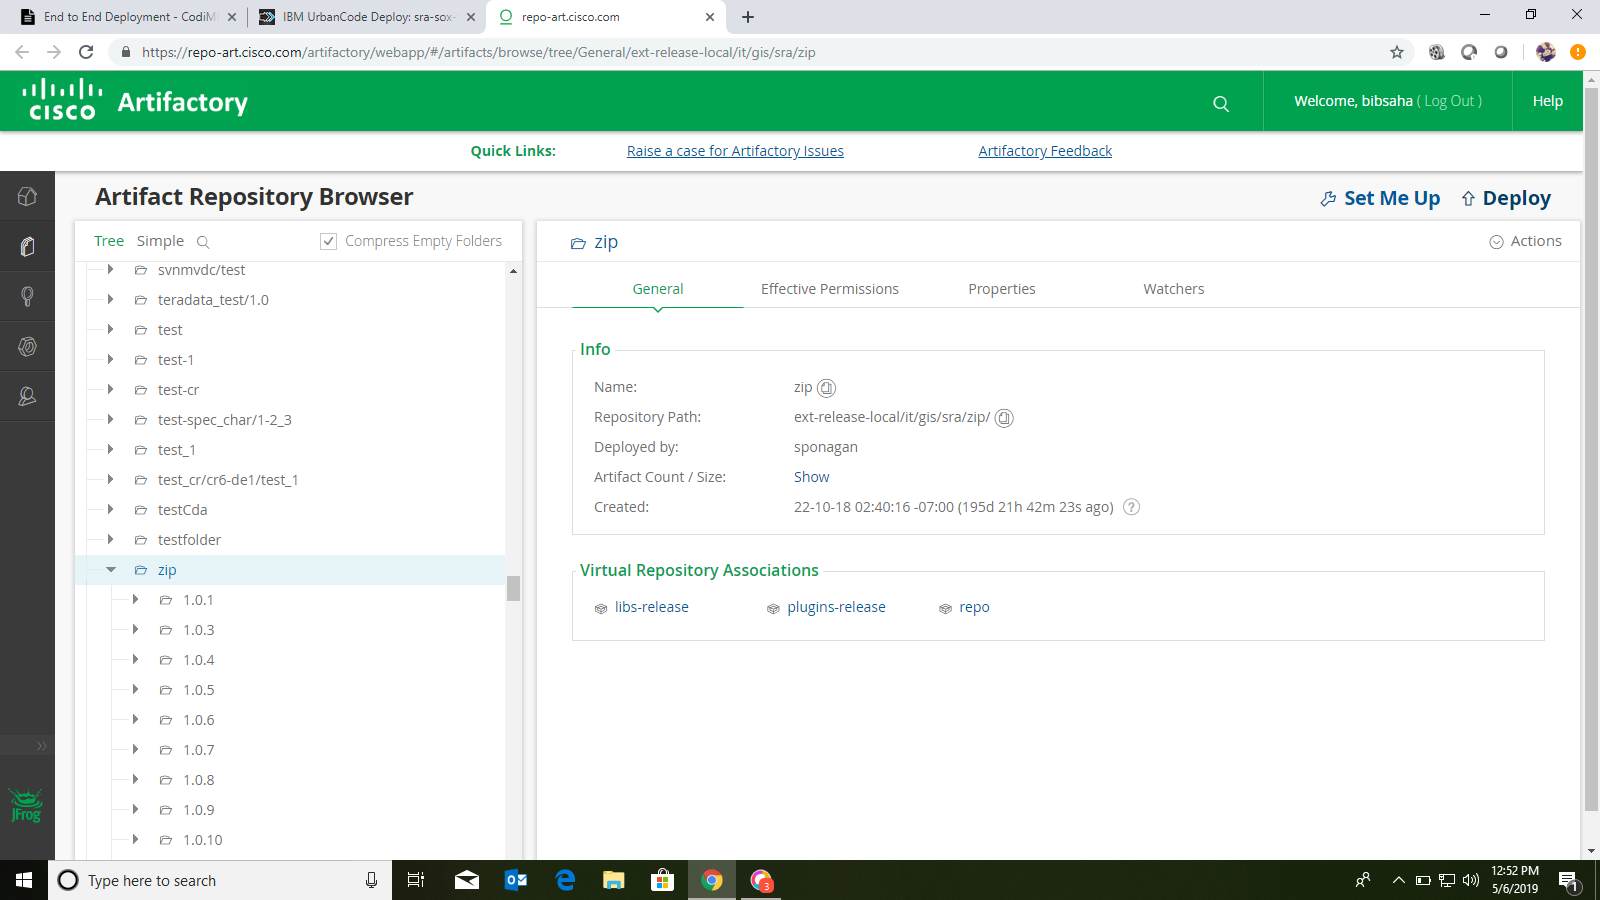 End to End Deployment - CodiM
IBM UrbanCode Deploy: sra-sox-
repo-art.cisco.com
https://repo-art.cisco.com/artifactory/webapp/#/artifacts/browse/tree/General/ext-release-local/it/gis/sra/zip
cisco Artifactory
Welcome, bibsaha ( Log Out )
Help
Quick Links: Raise a case for Artifactory Issues Artifactory Feedback
Artifact Repository Browser
Set Me Up Deploy
Tree Simple Compress Empty Folders
svnmvdc/test
teradata_test/1.0
test
test-1
test-cr
test-spec_char/1-2_3
test_1
test_cr/cr6-de1/test_1
testCda
testfolder
zip
1.0.1
1.0.3
1.0.4
1.0.5
1.0.6
1.0.7
1.0.8
1.0.9
1.0.10
zip
Actions
General Effective Permissions Properties Watchers
Info
Name: zip
Repository Path: ext-release-local/it/gis/sra/zip/
Deployed by: sponagan
Artifact Count / Size: Show
Created: 22-10-18 02:40:16 -07:00 (195d 21h 42m 23s ago) ?
Virtual Repository Associations
libs-release plugins-release repo
JFrog
Type here to search
3
12:52 PM
5/6/2019
1